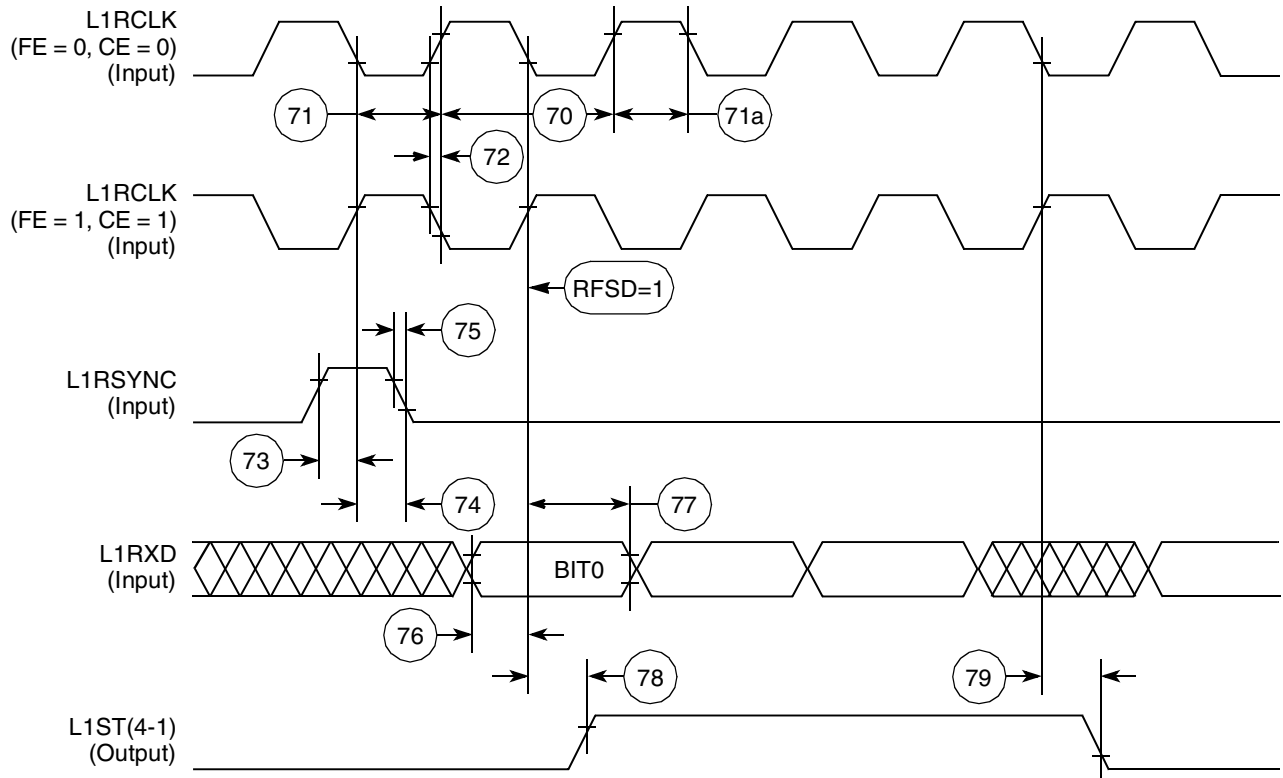 L1RCLK
(FE = 0, CE = 0)
(Input)
71
70
71a
72
L1RCLK
(FE = 1, CE = 1)
(Input)
RFSD=1
75
L1RSYNC
(Input)
73
74
77
L1RXD
(Input)
BIT0
76
78
79
L1ST(4-1)
(Output)